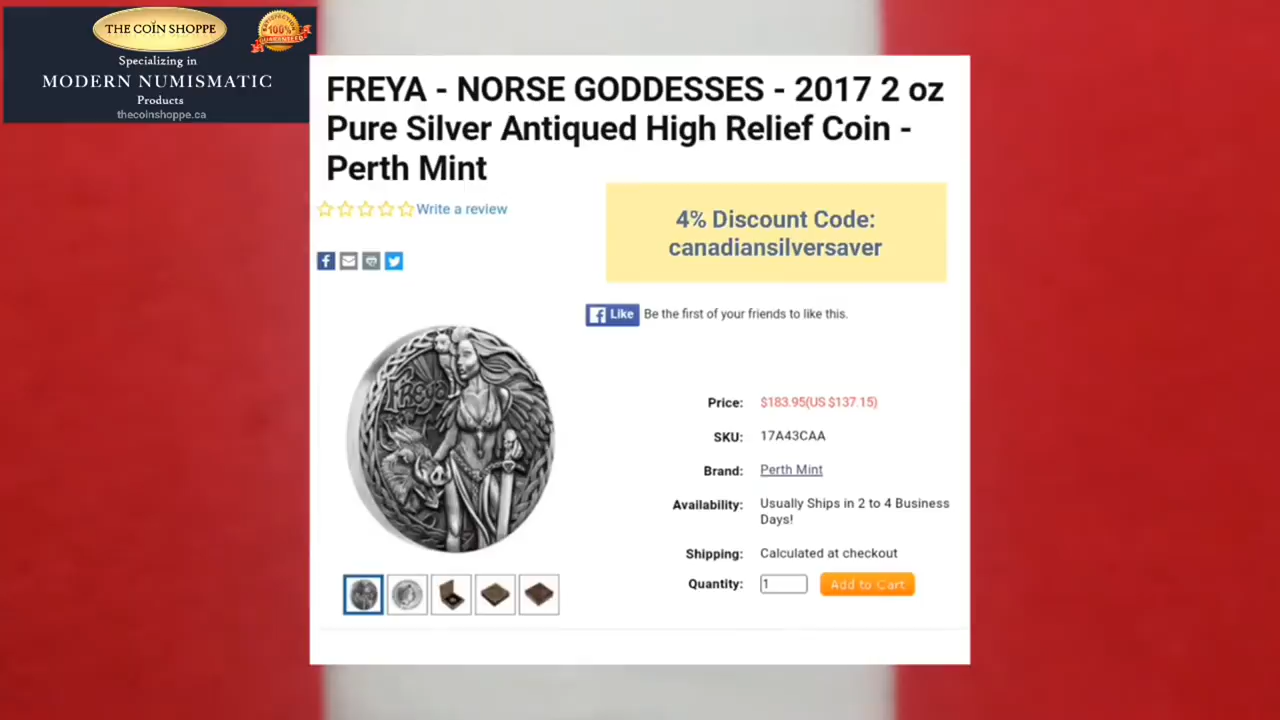 THE COIN SHOPPE
SATISFACTION
100%
GUARANTEED
Specializing in
MODERN NUMISMATIC
Products
thecoinshoppe.ca
FREYA - NORSE GODDESSES - 2017 2 oz
Pure Silver Antiqued High Relief Coin -
Perth Mint
Write a review
4% Discount Code:
canadiansilversaver
Like Be the first of your friends to like this.
Freya
Price: $183.95(US $137.15)
SKU: 17A43CAA
Brand: Perth Mint
Availability: Usually Ships in 2 to 4 Business
Days!
Shipping: Calculated at checkout
Quantity: 1 Add to Cart